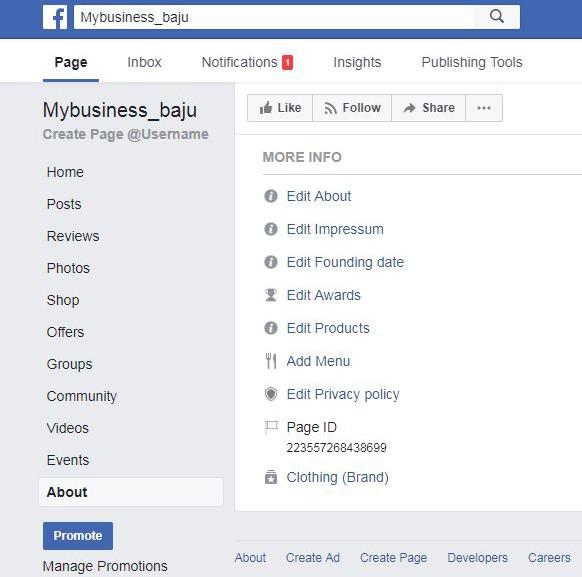 f Mybusiness_baju
Page Inbox Notifications 1 Insights Publishing Tools
Mybusiness_baju
Create Page @Username
Home
Posts
Reviews
Photos
Shop
Offers
Groups
Community
Videos
Events
About
Promote
Manage Promotions
Like Follow Share ...
MORE INFO
Edit About
Edit Impressum
Edit Founding date
Edit Awards
Edit Products
Add Menu
Edit Privacy policy
Page ID
223557268438699
Clothing (Brand)
About Create Ad Create Page Developers Careers